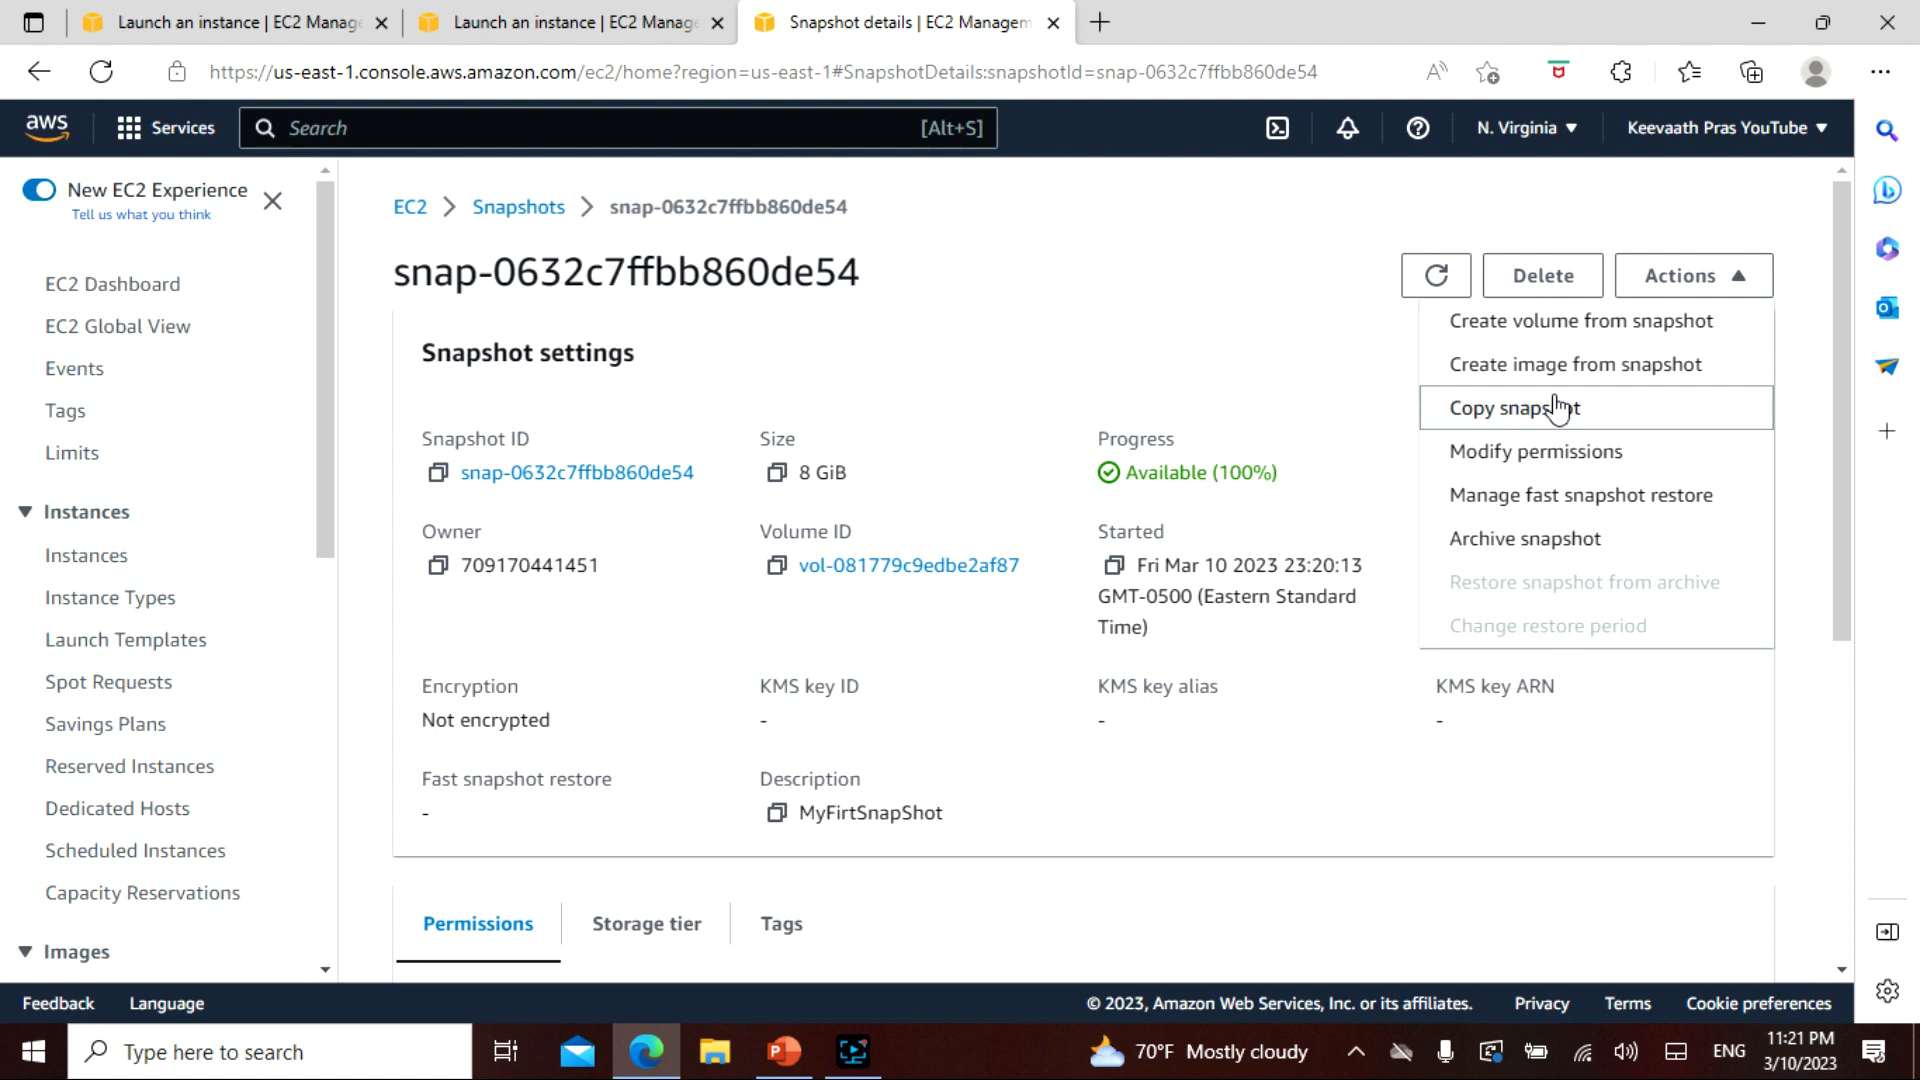 Launch an instance | EC2 Manage
Launch an instance | EC2 Manage
Snapshot details | EC2 Managem
https://us-east-1.console.aws.amazon.com/ec2/home?region=us-east-1#SnapshotDetails:snapshotId=snap-0632c7ffbb860de54
aws
Services
Search
[Alt+S]
N. Virginia
Keevaath Pras YouTube
New EC2 Experience
Tell us what you think
EC2 Dashboard
EC2 Global View
Events
Tags
Limits
Instances
Instances
Instance Types
Launch Templates
Spot Requests
Savings Plans
Reserved Instances
Dedicated Hosts
Scheduled Instances
Capacity Reservations
Images
EC2 > Snapshots > snap-0632c7ffbb860de54
snap-0632c7ffbb860de54
Delete
Actions
Create volume from snapshot
Create image from snapshot
Copy snapshot
Modify permissions
Manage fast snapshot restore
Archive snapshot
Restore snapshot from archive
Change restore period
Snapshot settings
Snapshot ID
snap-0632c7ffbb860de54
Size
8 GiB
Progress
Available (100%)
Owner
709170441451
Volume ID
vol-081779c9edbe2af87
Started
Fri Mar 10 2023 23:20:13
GMT-0500 (Eastern Standard
Time)
Encryption
Not encrypted
KMS key ID
-
KMS key alias
-
KMS key ARN
-
Fast snapshot restore
-
Description
MyFirtSnapShot
Permissions
Storage tier
Tags
Feedback
Language
© 2023, Amazon Web Services, Inc. or its affiliates.
Privacy
Terms
Cookie preferences
Type here to search
70°F Mostly cloudy
ENG
11:21 PM
3/10/2023